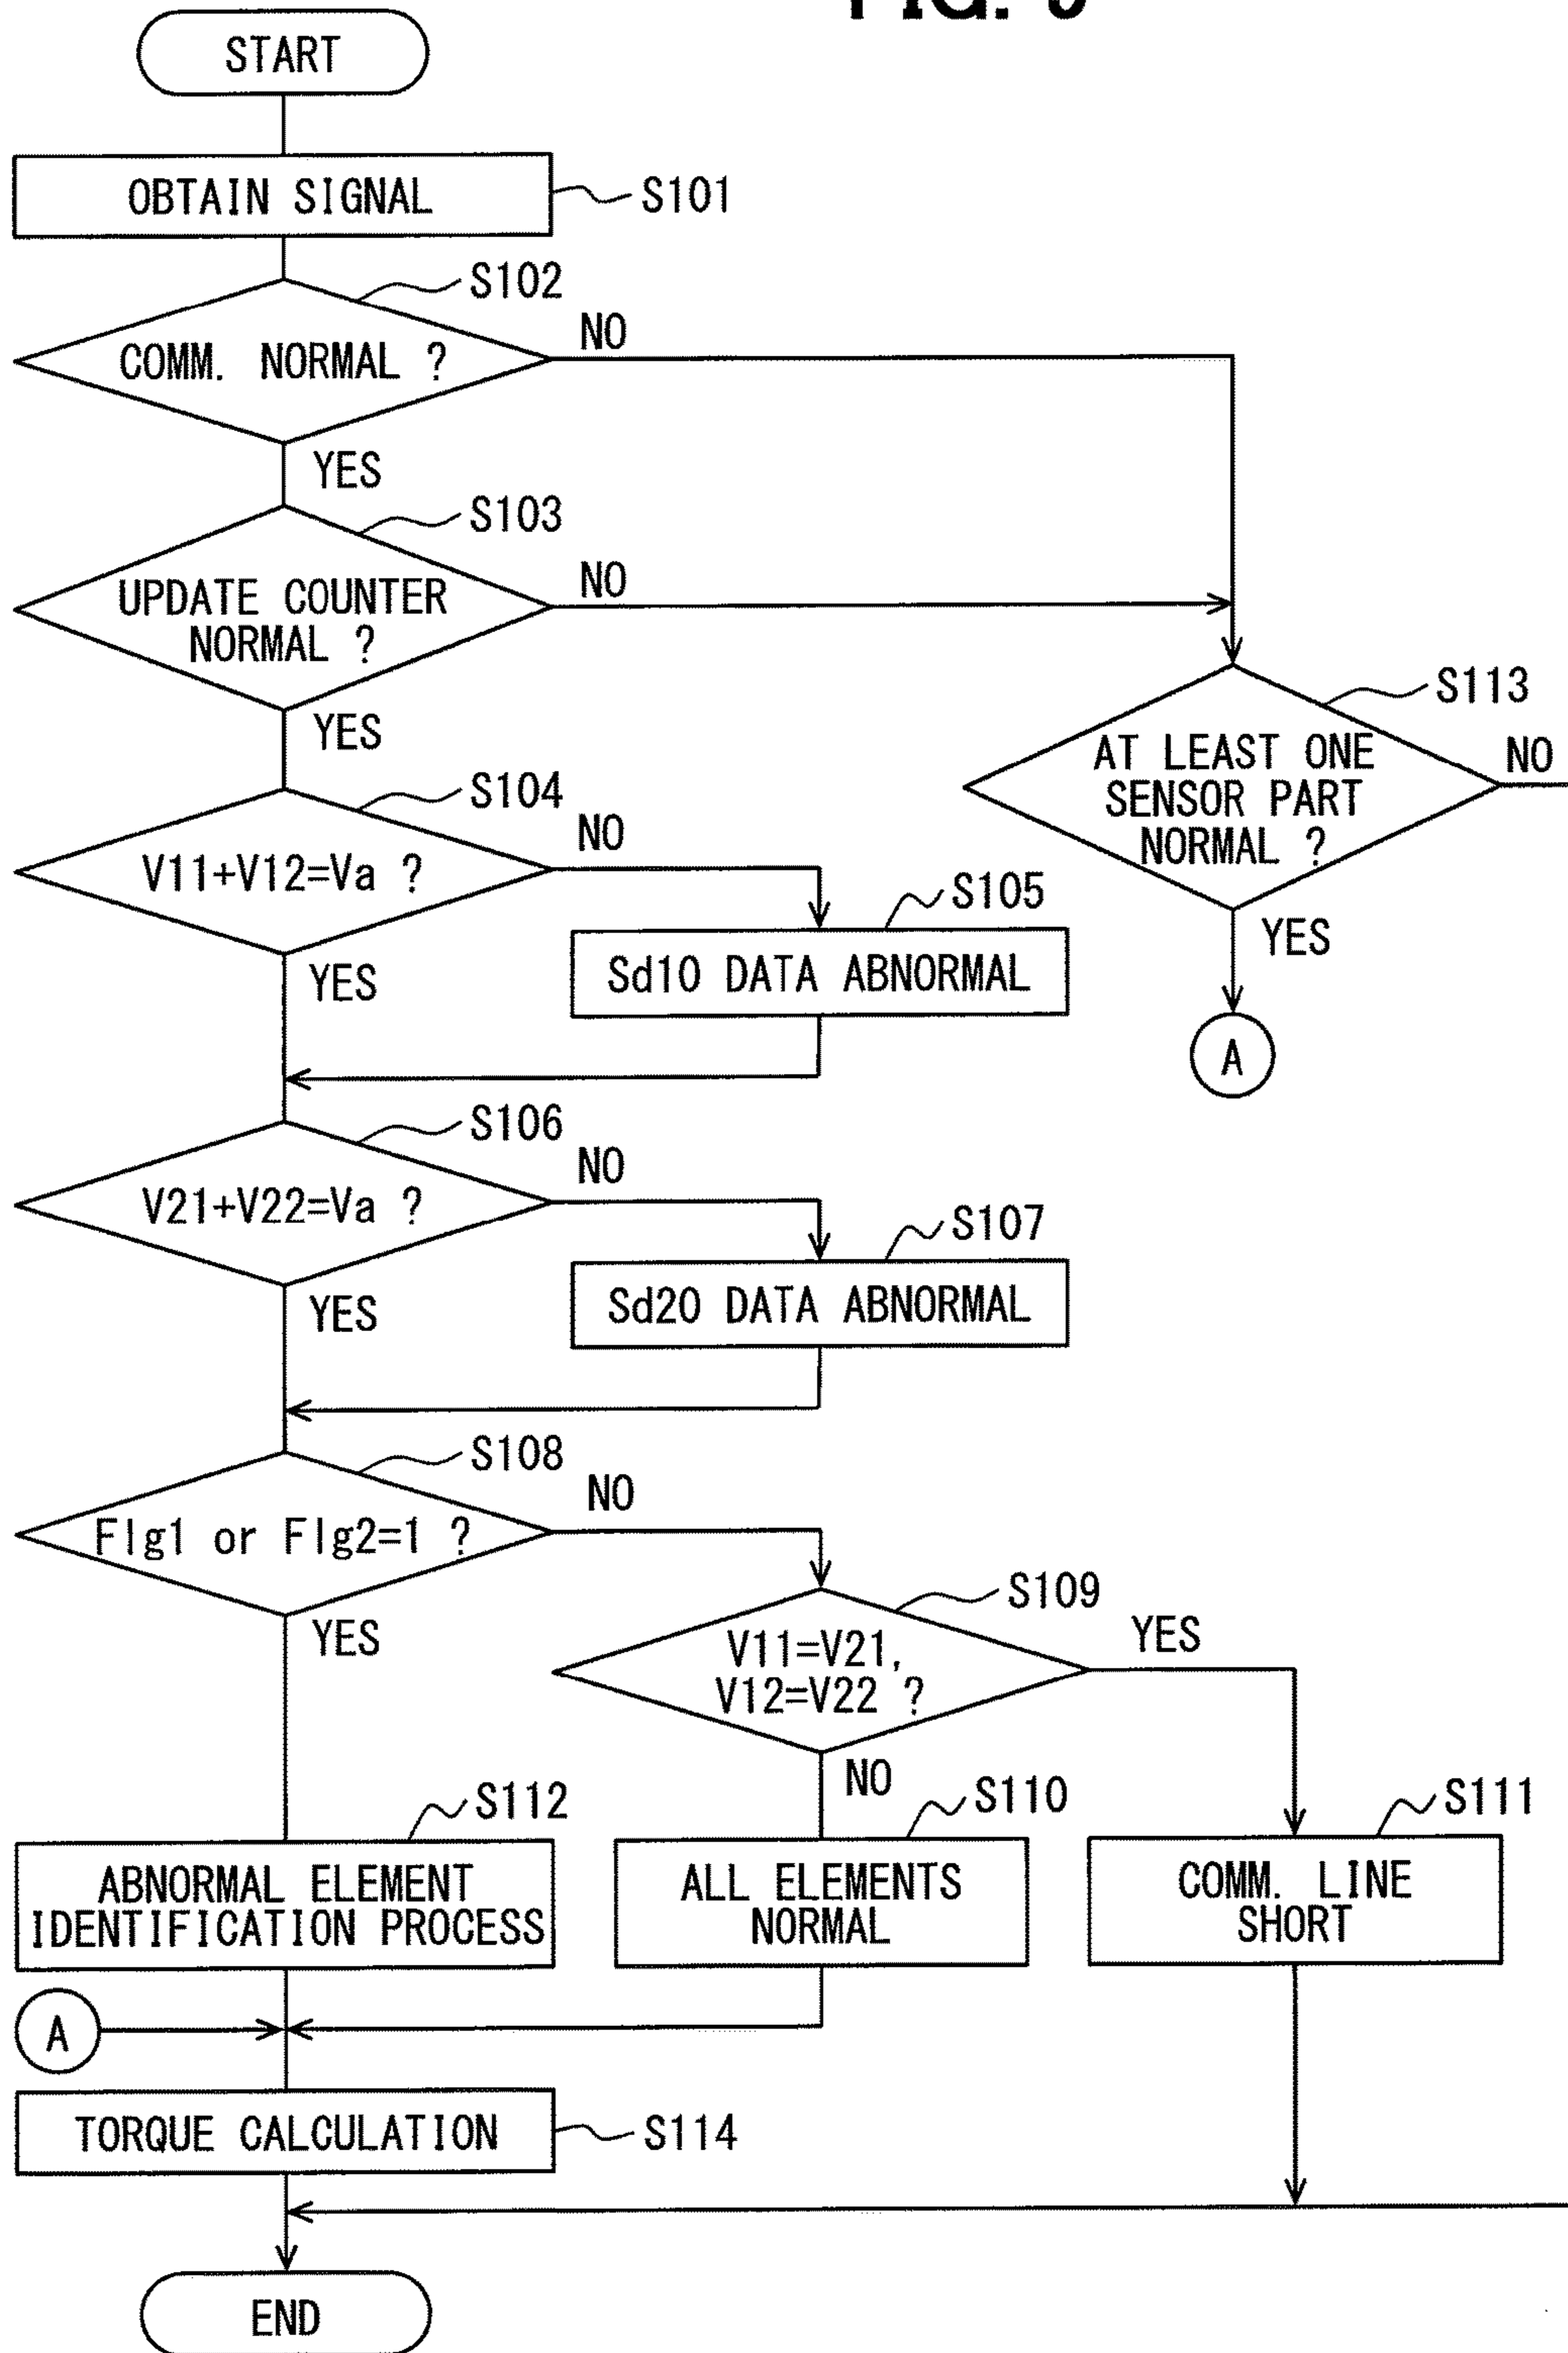 START
OBTAIN SIGNAL
S101
S102
COMM. NORMAL ?
NO
YES
S103
UPDATE COUNTER
NORMAL ?
NO
YES
S113
AT LEAST ONE
SENSOR PART
NORMAL ?
NO
YES
A
S104
V11+V12=Va ?
NO
YES
S105
Sd10 DATA ABNORMAL
S106
V21+V22=Va ?
NO
YES
S107
Sd20 DATA ABNORMAL
S108
Flg1 or Flg2=1 ?
NO
YES
S109
V11=V21,
V12=V22 ?
YES
NO
S112
ABNORMAL ELEMENT
IDENTIFICATION PROCESS
S110
ALL ELEMENTS
NORMAL
S111
COMM. LINE
SHORT
A
TORQUE CALCULATION
S114
END